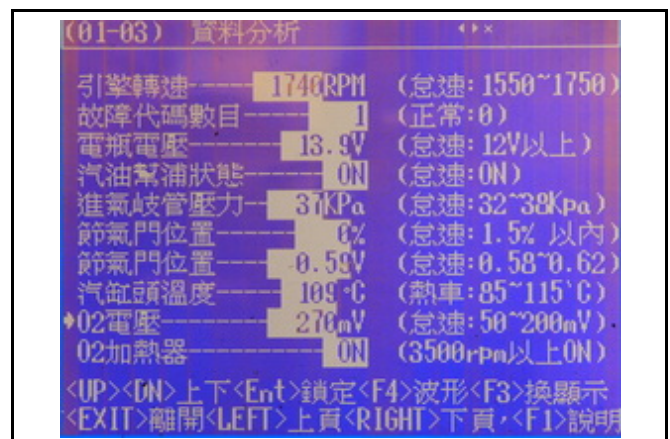 (01-03) 資料分析
引擎轉速-----1740RPM (怠速:1550~1750)
故障代碼數目-----1 (正常:0)
電瓶電壓-----13.9V (怠速:12V以上)
汽油幫浦狀態-----ON (怠速:ON)
進氣岐管壓力--37KPa (怠速:32~38Kpa)
節氣門位置-----0% (怠速:1.5% 以內)
節氣門位置-----0.59V (怠速:0.58~0.62)
汽缸頭溫度-----109°C (熱車:85~115`C)
O2電壓-----270mV (怠速:50~200mV)
O2加熱器-----ON (3500rpm以上ON)
<UP><DN>上下<Ent>鎖定<F4>波形<F3>換顯示
<EXIT>離開<LEFT>上頁<RIGHT>下頁,<F1>說明